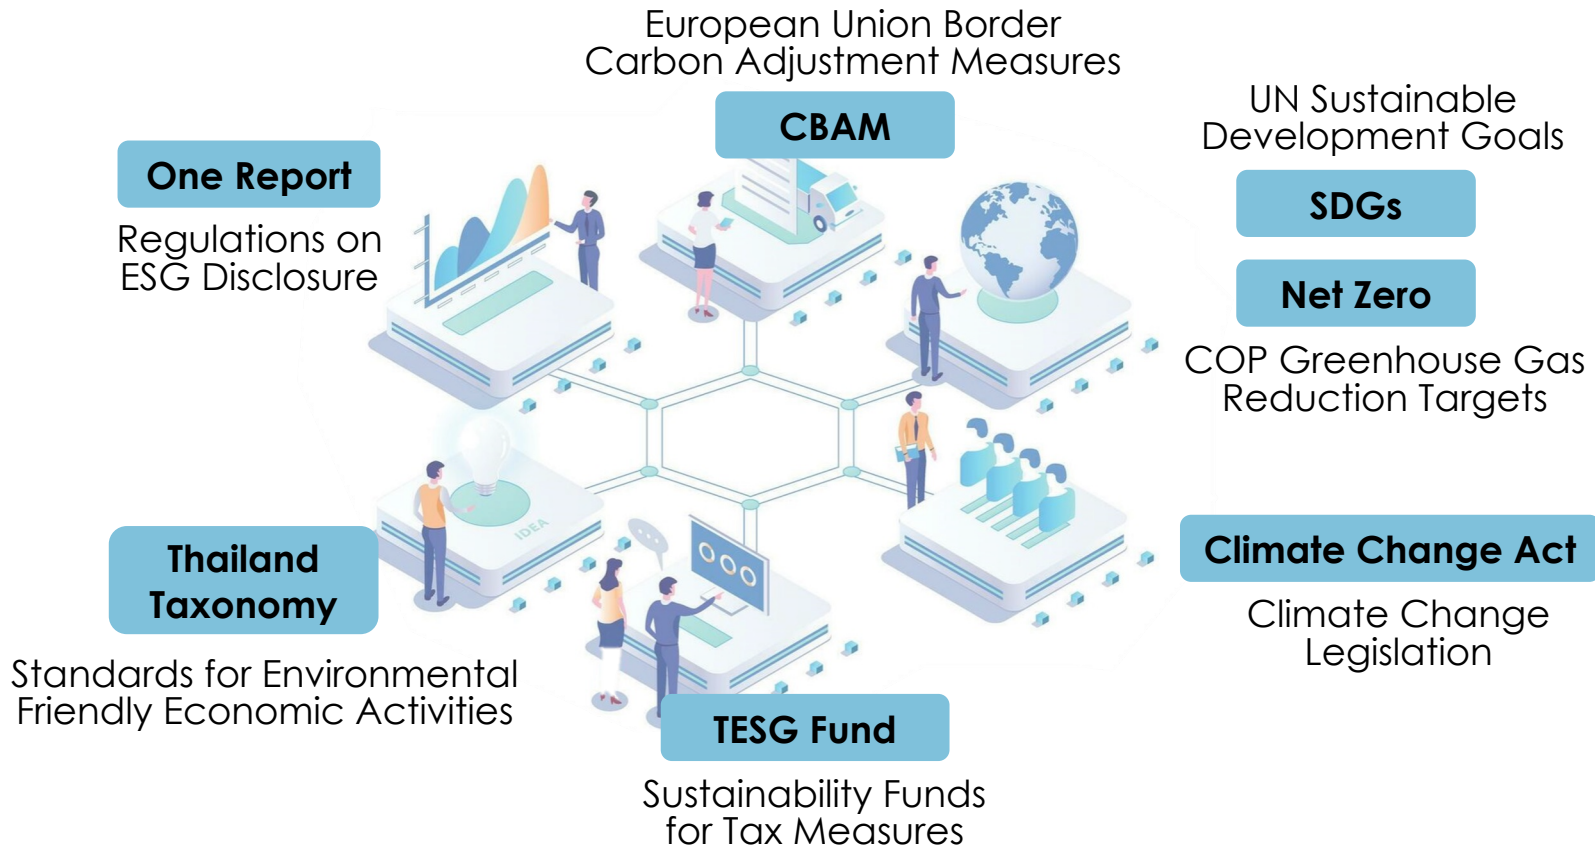 European Union Border
Carbon Adjustment Measures
CBAM
UN Sustainable
Development Goals
SDGs
Net Zero
COP Greenhouse Gas
Reduction Targets
One Report
Regulations on
ESG Disclosure
IDEA
Thailand
Taxonomy
Standards for Environmental
Friendly Economic Activities
Climate Change Act
Climate Change
Legislation
TESG Fund
Sustainability Funds
for Tax Measures